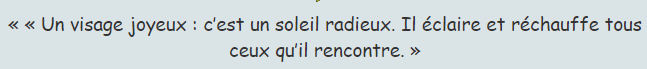 « « Un visage joyeux : c’est un soleil radieux. Il éclaire et réchauffe tous
ceux qu’il rencontre. »